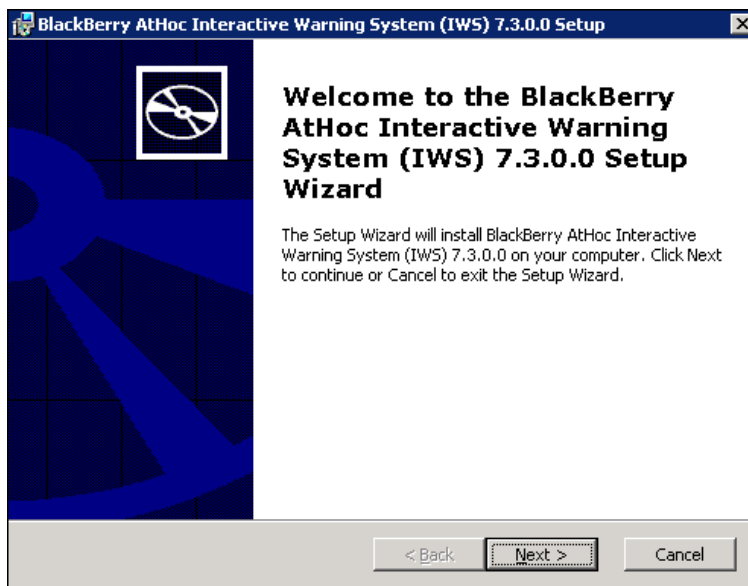 BlackBerry AtHoc Interactive Warning System (IWS) 7.3.0.0 Setup
Welcome to the BlackBerry
AtHoc Interactive Warning
System (IWS) 7.3.0.0 Setup
Wizard
The Setup Wizard will install BlackBerry AtHoc Interactive
Warning System (IWS) 7.3.0.0 on your computer. Click Next
to continue or Cancel to exit the Setup Wizard.
< Back
Next >
Cancel